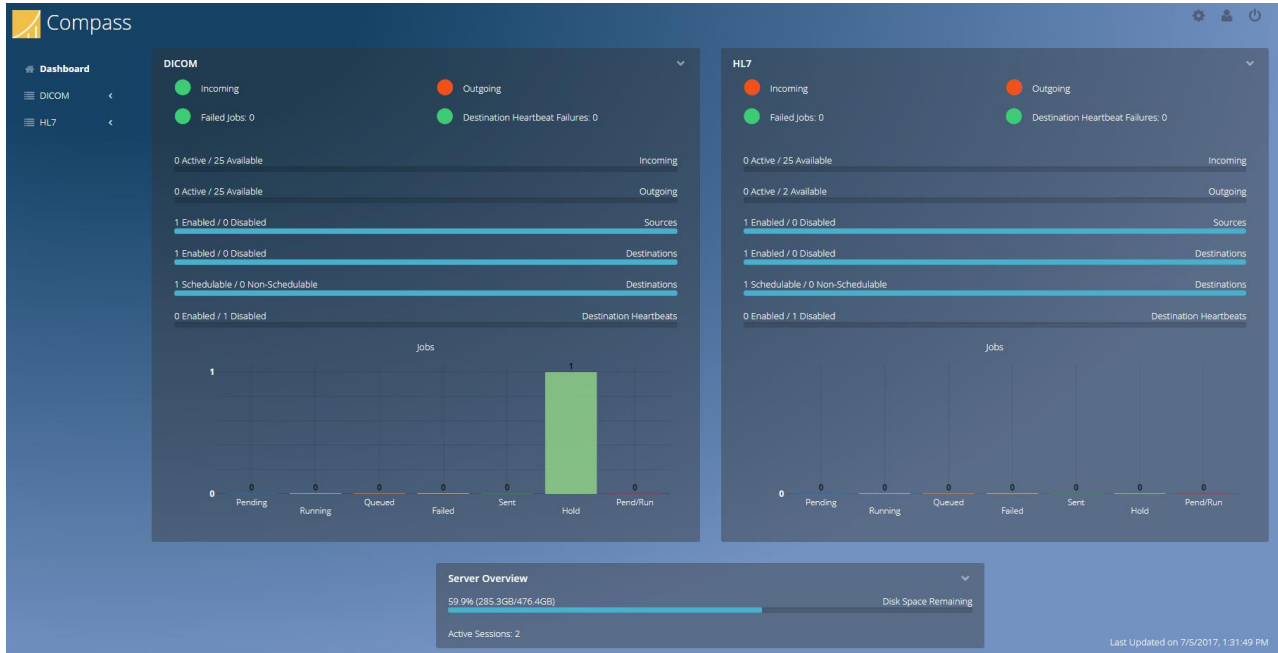 Compass
Dashboard
DICOM
HL7
DICOM
Incoming
Outgoing
Failed Jobs: 0
Destination Heartbeat Failures: 0
0 Active / 25 Available
Incoming
0 Active / 25 Available
Outgoing
1 Enabled / 0 Disabled
Sources
1 Enabled / 0 Disabled
Destinations
1 Schedulable / 0 Non-Schedulable
Destinations
0 Enabled / 1 Disabled
Destination Heartbeats
Jobs
1
1
0
0
0
0
0
0
0
Pending
Running
Queued
Failed
Sent
Hold
Pend/Run
HL7
Incoming
Outgoing
Failed Jobs: 0
Destination Heartbeat Failures: 0
0 Active / 25 Available
Incoming
0 Active / 2 Available
Outgoing
1 Enabled / 0 Disabled
Sources
1 Enabled / 0 Disabled
Destinations
1 Schedulable / 0 Non-Schedulable
Destinations
0 Enabled / 1 Disabled
Destination Heartbeats
Jobs
0
0
0
0
0
0
0
0
Pending
Running
Queued
Failed
Sent
Hold
Pend/Run
Server Overview
59.9% (285.3GB/476.4GB)
Disk Space Remaining
Active Sessions: 2
Last Updated on 7/5/2017, 1:31:49 PM